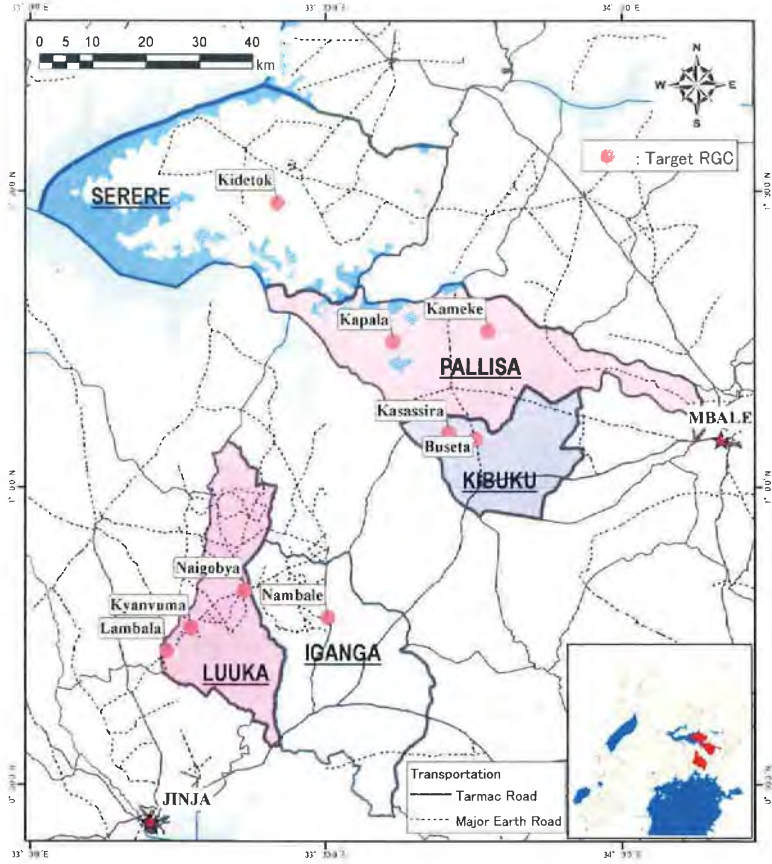 0 5 10 20 30 40
km
N
W E
S
: Target RGC
Kidetok
SERERE
Kapala
Kameke
PALLISA
Kasassira
Buseta
MBALE
KIBUKU
Naigobya
Nambale
Kyanvuma
Lambala
IGANGA
LUUKA
JINJA
Transportation
Tarmac Road
Major Earth Road